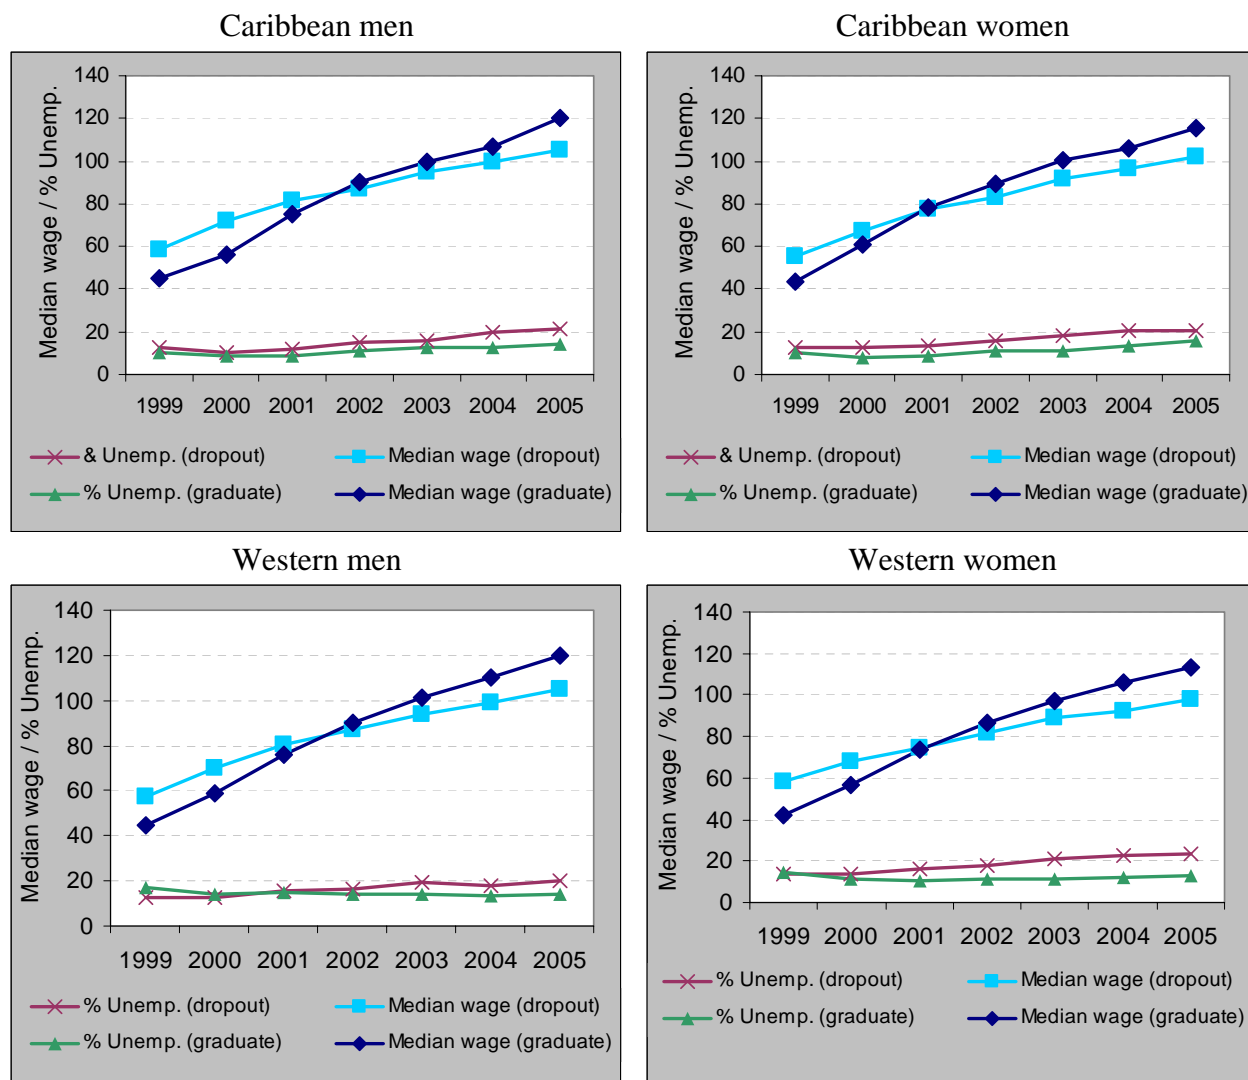 Caribbean men
Median wage / % Unemp.
140
120
100
80
60
40
20
0
1999 2000 2001 2002 2003 2004 2005
& Unemp. (dropout) Median wage (dropout)
% Unemp. (graduate) Median wage (graduate)
Caribbean women
Median wage / % Unemp.
140
120
100
80
60
40
20
0
1999 2000 2001 2002 2003 2004 2005
& Unemp. (dropout) Median wage (dropout)
% Unemp. (graduate) Median wage (graduate)
Western men
Median wage / % Unemp.
140
120
100
80
60
40
20
0
1999 2000 2001 2002 2003 2004 2005
% Unemp. (dropout) Median wage (dropout)
% Unemp. (graduate) Median wage (graduate)
Western women
Median wage / % Unemp.
140
120
100
80
60
40
20
0
1999 2000 2001 2002 2003 2004 2005
% Unemp. (dropout) Median wage (dropout)
% Unemp. (graduate) Median wage (graduate)